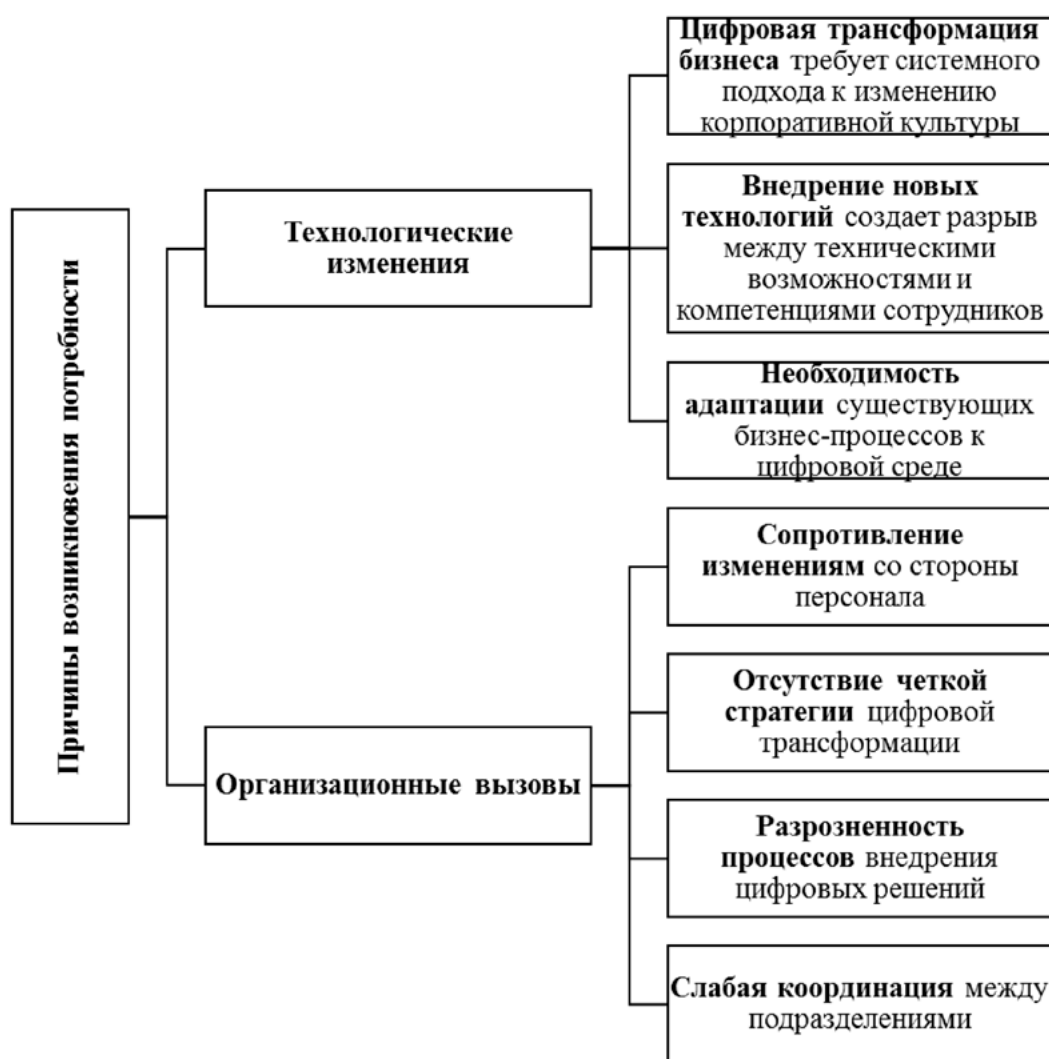 Причины возникновения потребности
Технологические
изменения
Цифровая трансформация
бизнеса требует системного
подхода к изменению
корпоративной культуры
Внедрение новых
технологий создает разрыв
между техническими
возможностями и
компетенциями сотрудников
Необходимость
адаптации существующих
бизнес-процессов к
цифровой среде
Организационные вызовы
Сопротивление
изменениям со стороны
персонала
Отсутствие четкой
стратегии цифровой
трансформации
Разрозненность
процессов внедрения
цифровых решений
Слабая координация между
подразделениями